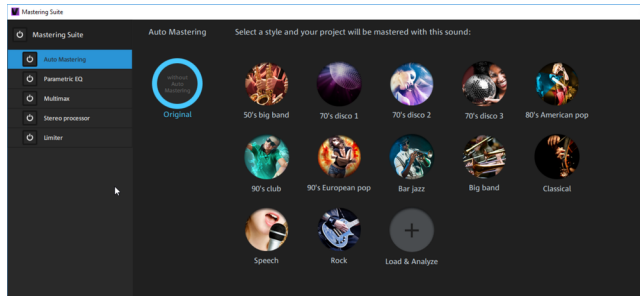 Mastering Suite
Mastering Suite
Auto Mastering
Parametric EQ
Multimax
Stereo processor
Limiter
Auto Mastering
Select a style and your project will be mastered with this sound:
without
Auto
Mastering
Original
50's big band
70's disco 1
70's disco 2
70's disco 3
80's American pop
90's club
90's European pop
Bar jazz
Big band
Classical
Speech
Rock
Load & Analyze